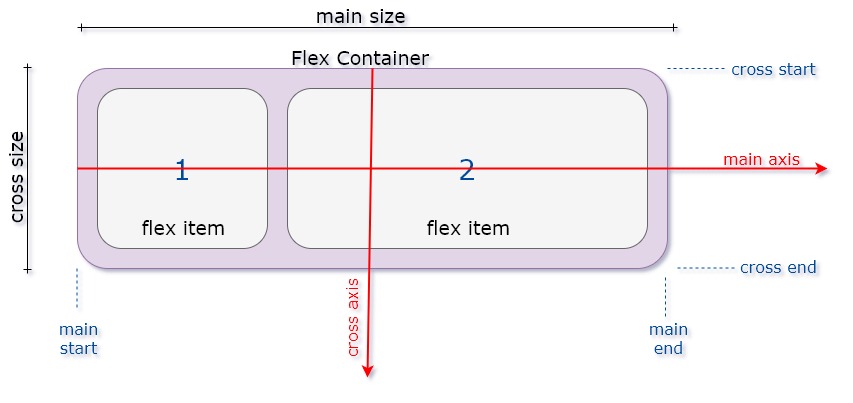 main size
Flex Container
cross start
cross size
1
2
main axis
flex item
flex item
cross end
cross axis
main
start
main
end